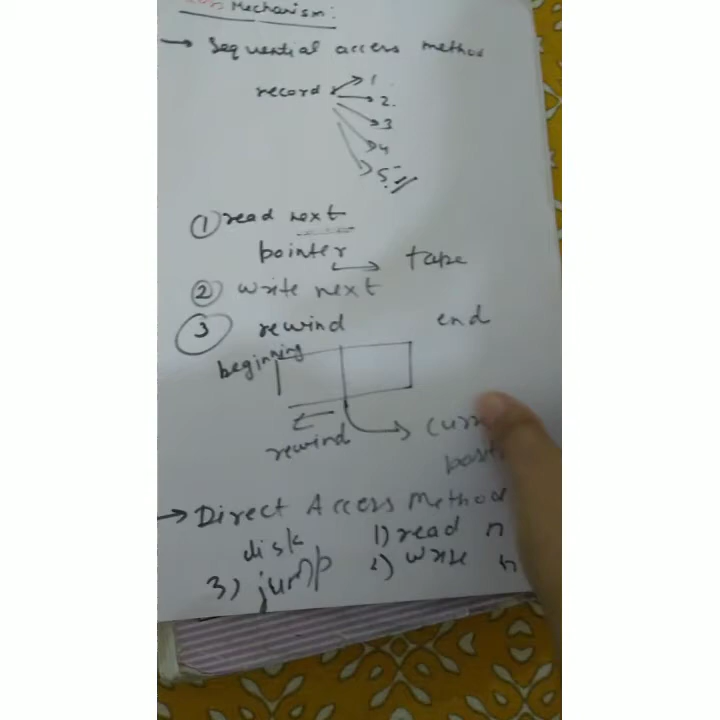 Mechanism:
→ Sequential access method
record 1
2.
3
4
5.
① read next
pointer tape
② write next
③ rewind end
beginning
rewind
→ Direct Access Method
disk 1) read n
3) jump 2) write n